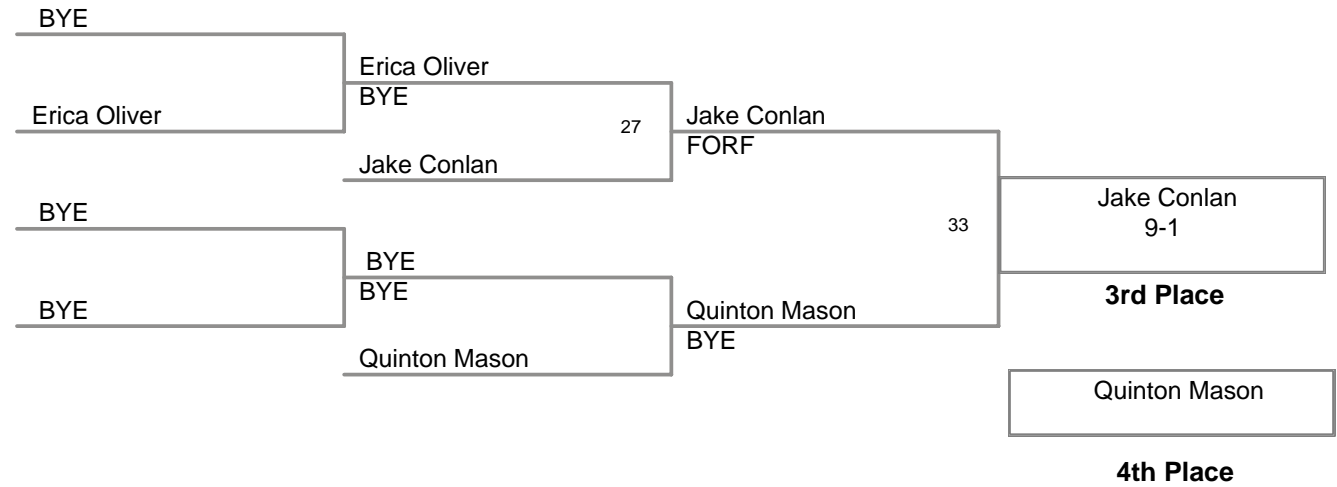 BYE
Erica Oliver
Erica Oliver
BYE
27
Jake Conlan
FORF
Jake Conlan
BYE
33
Jake Conlan
9-1
BYE
BYE
3rd Place
BYE
Quinton Mason
BYE
Quinton Mason
Quinton Mason
4th Place